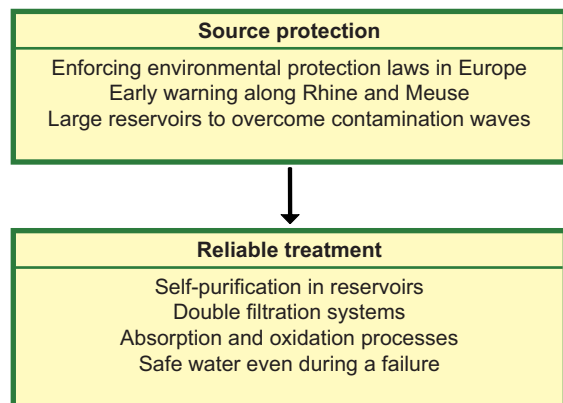 Source protection
Enforcing environmental protection laws in Europe
Early warning along Rhine and Meuse
Large reservoirs to overcome contamination waves
Reliable treatment
Self-purification in reservoirs
Double filtration systems
Absorption and oxidation processes
Safe water even during a failure